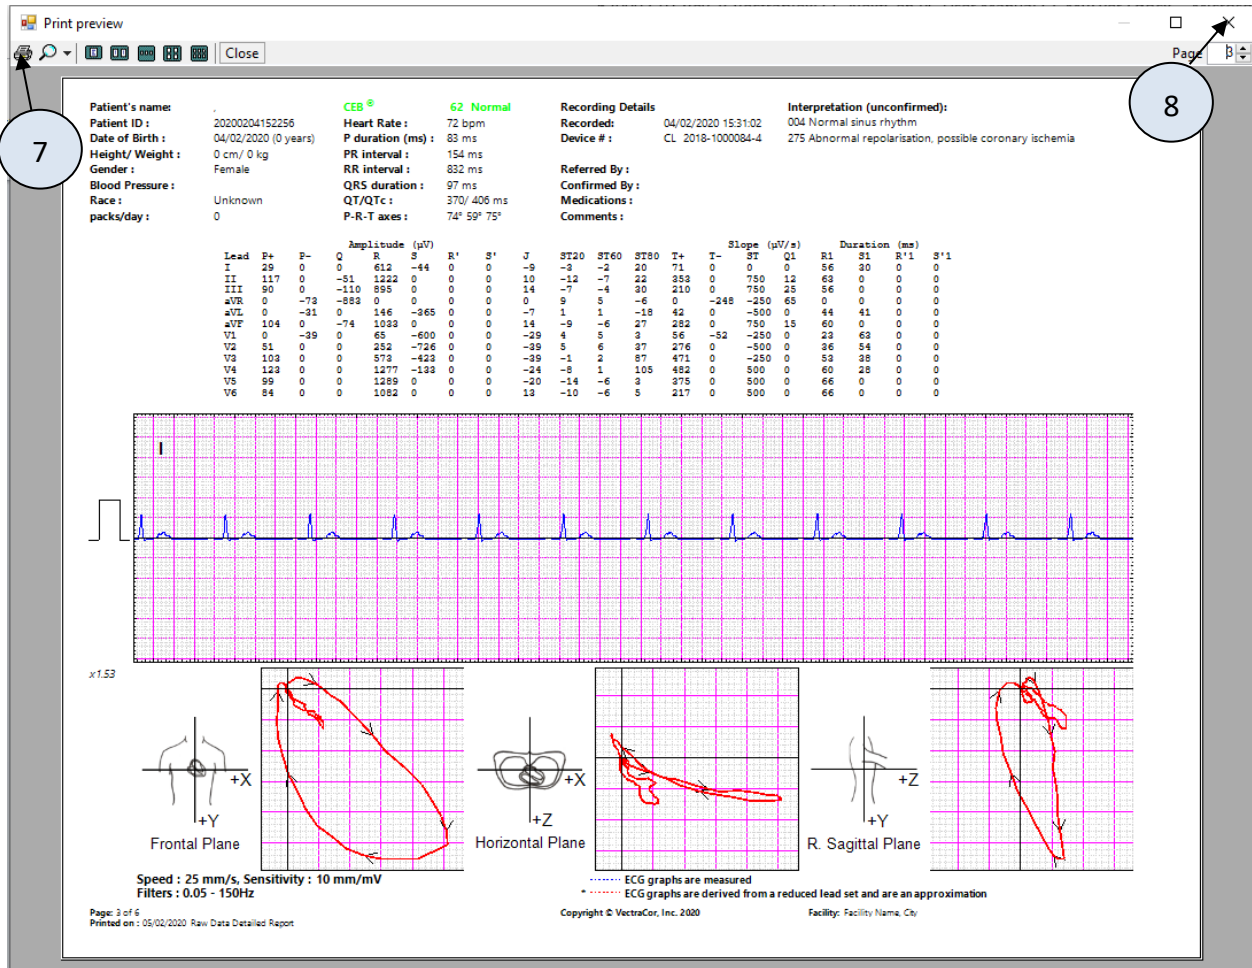 Print preview
Close
Page 3
7
8
Patient's name: ,
Patient ID : 20200204152256
Date of Birth : 04/02/2020 (0 years)
Height/ Weight : 0 cm/ 0 kg
Gender : Female
Blood Pressure :
Race : Unknown
packs/day : 0
CEB ® 62 Normal
Heart Rate : 72 bpm
P duration (ms) : 83 ms
PR interval : 154 ms
RR interval : 832 ms
QRS duration : 97 ms
QT/QTc : 370/ 406 ms
P-R-T axes : 74° 59° 75°
Recording Details
Recorded: 04/02/2020 15:31:02
Device # : CL 2018-1000084-4
Referred By :
Confirmed By :
Medications :
Comments :
Interpretation (unconfirmed):
004 Normal sinus rhythm
275 Abnormal repolarisation, possible coronary ischemia
Amplitude (µV) Slope (µV/s) Duration (ms)
Lead P+ P- Q R S R' S' J ST20 ST60 ST80 T+ T- ST Q1 R1 S1 R'1 S'1
I 29 0 0 612 -44 0 0 -9 -3 -2 20 71 0 0 0 56 30 0 0
II 117 0 -51 1222 0 0 0 10 -12 -7 22 353 0 750 12 63 0 0 0
III 90 0 -110 895 0 0 0 14 -7 -4 30 210 0 750 25 56 0 0 0
aVR 0 -73 -883 0 0 0 0 0 9 5 -6 0 -248 -250 65 0 0 0 0
aVL 0 -31 0 146 -365 0 0 -7 1 1 -18 42 0 -500 0 44 41 0 0
aVF 104 0 -74 1033 0 0 0 14 -9 -6 27 282 0 750 15 60 0 0 0
V1 0 -39 0 65 -600 0 0 -29 4 5 3 56 -52 -250 0 23 63 0 0
V2 51 0 0 252 -726 0 0 -39 5 6 37 276 0 -500 0 36 54 0 0
V3 103 0 0 573 -423 0 0 -39 -1 2 87 471 0 -250 0 53 38 0 0
V4 123 0 0 1277 -133 0 0 -24 -8 1 105 482 0 500 0 60 28 0 0
V5 99 0 0 1289 0 0 0 -20 -14 -6 3 375 0 500 0 66 0 0 0
V6 84 0 0 1082 0 0 0 13 -10 -6 5 217 0 500 0 66 0 0 0
I
x1.53
+X
+Y
Frontal Plane
+X
+Z
Horizontal Plane
+Z
+Y
R. Sagittal Plane
Speed : 25 mm/s, Sensitivity : 10 mm/mV
Filters : 0.05 - 150Hz
ECG graphs are measured
* ECG graphs are derived from a reduced lead set and are an approximation
Page: 3 of 6
Printed on : 05/02/2020 Raw Data Detailed Report
Copyright © VectraCor, Inc. 2020
Facility: Facility Name, City